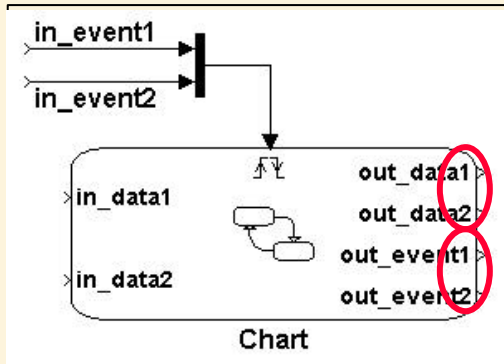 in_event1
in_event2
in_data1
in_data2
out_data1
out_data2
out_event1
out_event2
Chart